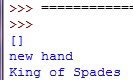 >>> ============
>>>
[]
new hand
King of Spades